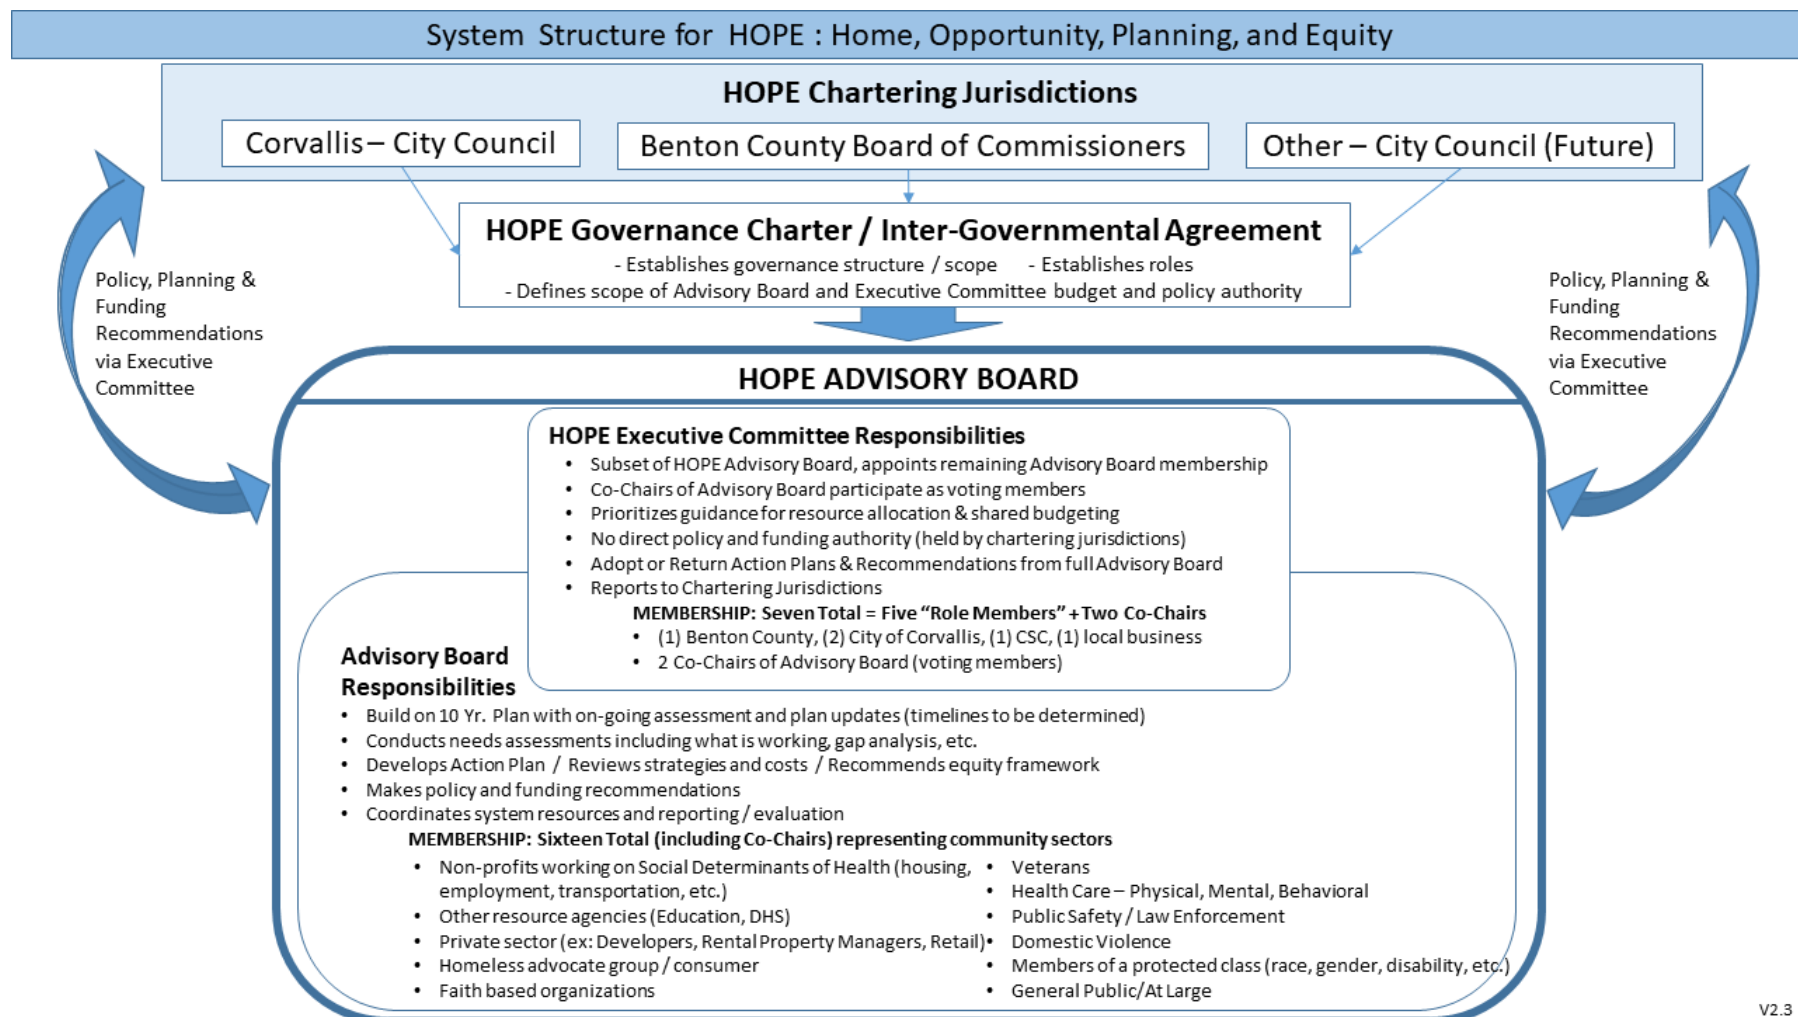 System Structure for HOPE : Home, Opportunity, Planning, and Equity
HOPE Chartering Jurisdictions
Corvallis – City Council
Benton County Board of Commissioners
Other – City Council (Future)
HOPE Governance Charter / Inter-Governmental Agreement
- Establishes governance structure / scope - Establishes roles
- Defines scope of Advisory Board and Executive Committee budget and policy authority
Policy, Planning &
Funding
Recommendations
via Executive
Committee
Policy, Planning &
Funding
Recommendations
via Executive
Committee
HOPE ADVISORY BOARD
HOPE Executive Committee Responsibilities
• Subset of HOPE Advisory Board, appoints remaining Advisory Board membership
• Co-Chairs of Advisory Board participate as voting members
• Prioritizes guidance for resource allocation & shared budgeting
• No direct policy and funding authority (held by chartering jurisdictions)
• Adopt or Return Action Plans & Recommendations from full Advisory Board
• Reports to Chartering Jurisdictions
MEMBERSHIP: Seven Total = Five “Role Members” + Two Co-Chairs
• (1) Benton County, (2) City of Corvallis, (1) CSC, (1) local business
• 2 Co-Chairs of Advisory Board (voting members)
Advisory Board
Responsibilities
• Build on 10 Yr. Plan with on-going assessment and plan updates (timelines to be determined)
• Conducts needs assessments including what is working, gap analysis, etc.
• Develops Action Plan / Reviews strategies and costs / Recommends equity framework
• Makes policy and funding recommendations
• Coordinates system resources and reporting / evaluation
MEMBERSHIP: Sixteen Total (including Co-Chairs) representing community sectors
• Non-profits working on Social Determinants of Health (housing,
employment, transportation, etc.)
• Other resource agencies (Education, DHS)
• Private sector (ex: Developers, Rental Property Managers, Retail)
• Homeless advocate group / consumer
• Faith based organizations
• Veterans
• Health Care – Physical, Mental, Behavioral
• Public Safety / Law Enforcement
• Domestic Violence
• Members of a protected class (race, gender, disability, etc.)
• General Public/At Large
V2.3